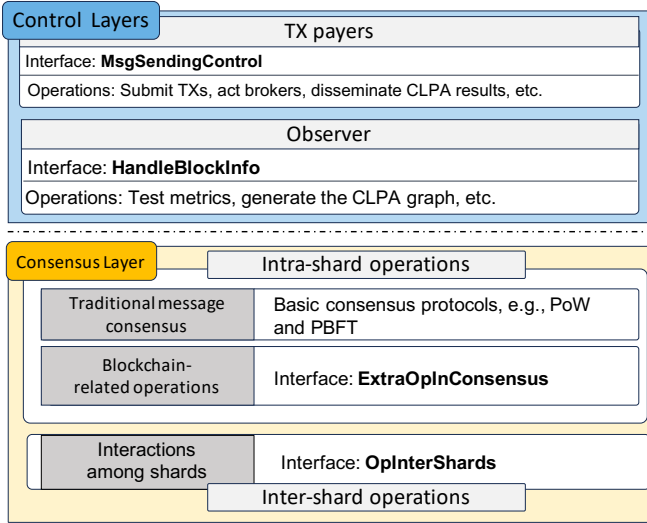 Control Layers
TX payers
Interface: MsgSendingControl
Operations: Submit TXs, act brokers, disseminate CLPA results, etc.
Observer
Interface: HandleBlockInfo
Operations: Test metrics, generate the CLPA graph, etc.
Consensus Layer
Intra-shard operations
Traditional message
consensus
Basic consensus protocols, e.g., PoW
and PBFT
Blockchain-
related operations
Interface: ExtraOpInConsensus
Interactions
among shards
Interface: OpInterShards
Inter-shard operations